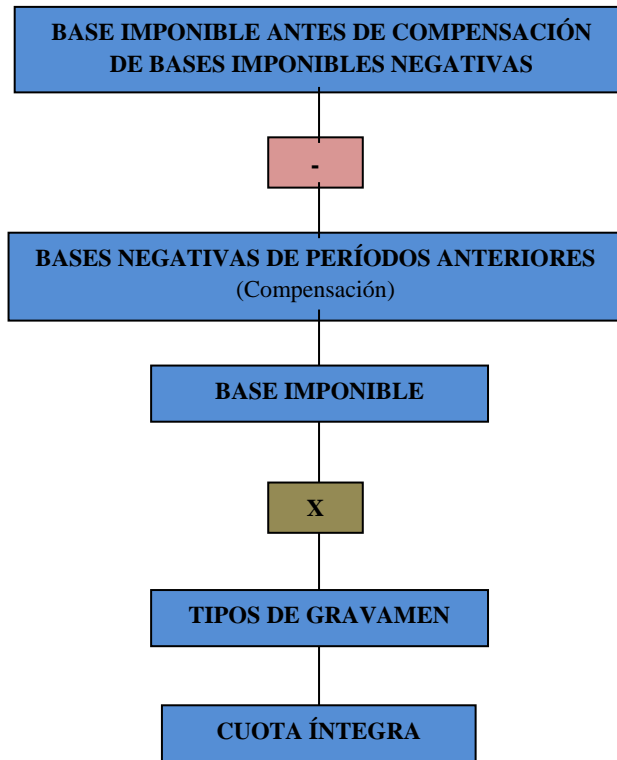 BASE IMPONIBLE ANTES DE COMPENSACIÓN
DE BASES IMPONIBLES NEGATIVAS
-
BASES NEGATIVAS DE PERÍODOS ANTERIORES
(Compensación)
BASE IMPONIBLE
X
TIPOS DE GRAVAMEN
CUOTA ÍNTEGRA